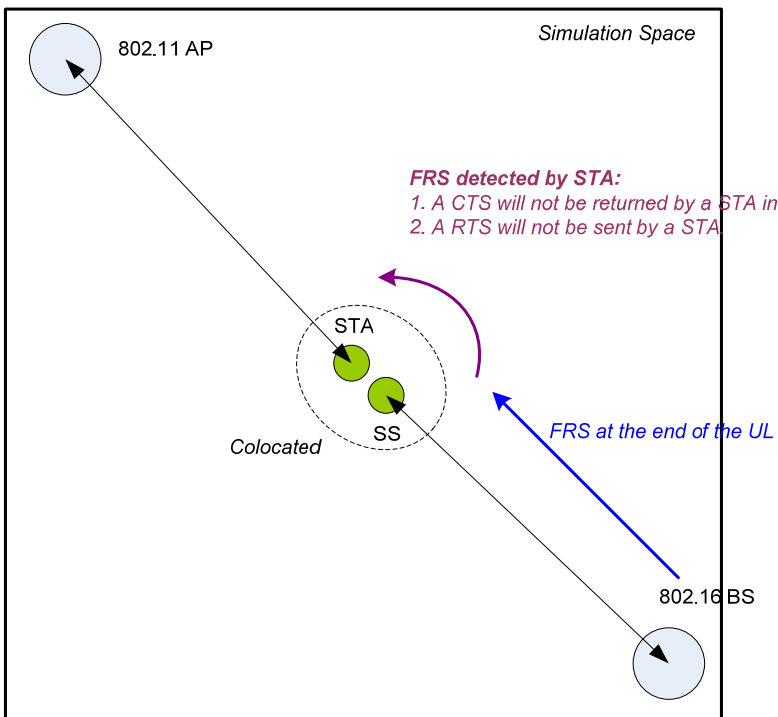 802.11 AP
Simulation Space
FRS detected by STA:
1. A CTS will not be returned by a STA in
2. A RTS will not be sent by a STA.
STA
SS
Colocated
FRS at the end of the UL
802.16 BS